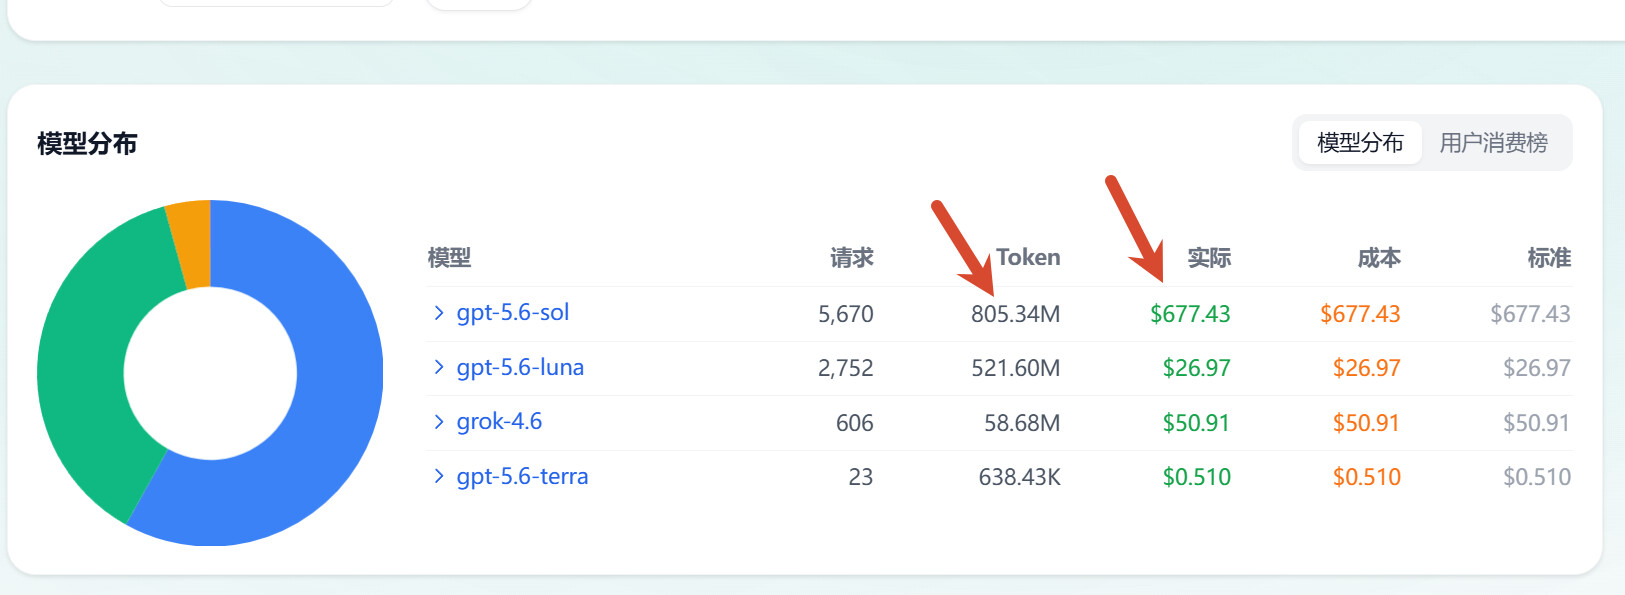 模型分布
模型分布 用户消费榜
模型 请求 Token 实际 成本 标准
gpt-5.6-sol 5,670 805.34M $677.43 $677.43 $677.43
gpt-5.6-luna 2,752 521.60M $26.97 $26.97 $26.97
grok-4.6 606 58.68M $50.91 $50.91 $50.91
gpt-5.6-terra 23 638.43K $0.510 $0.510 $0.510